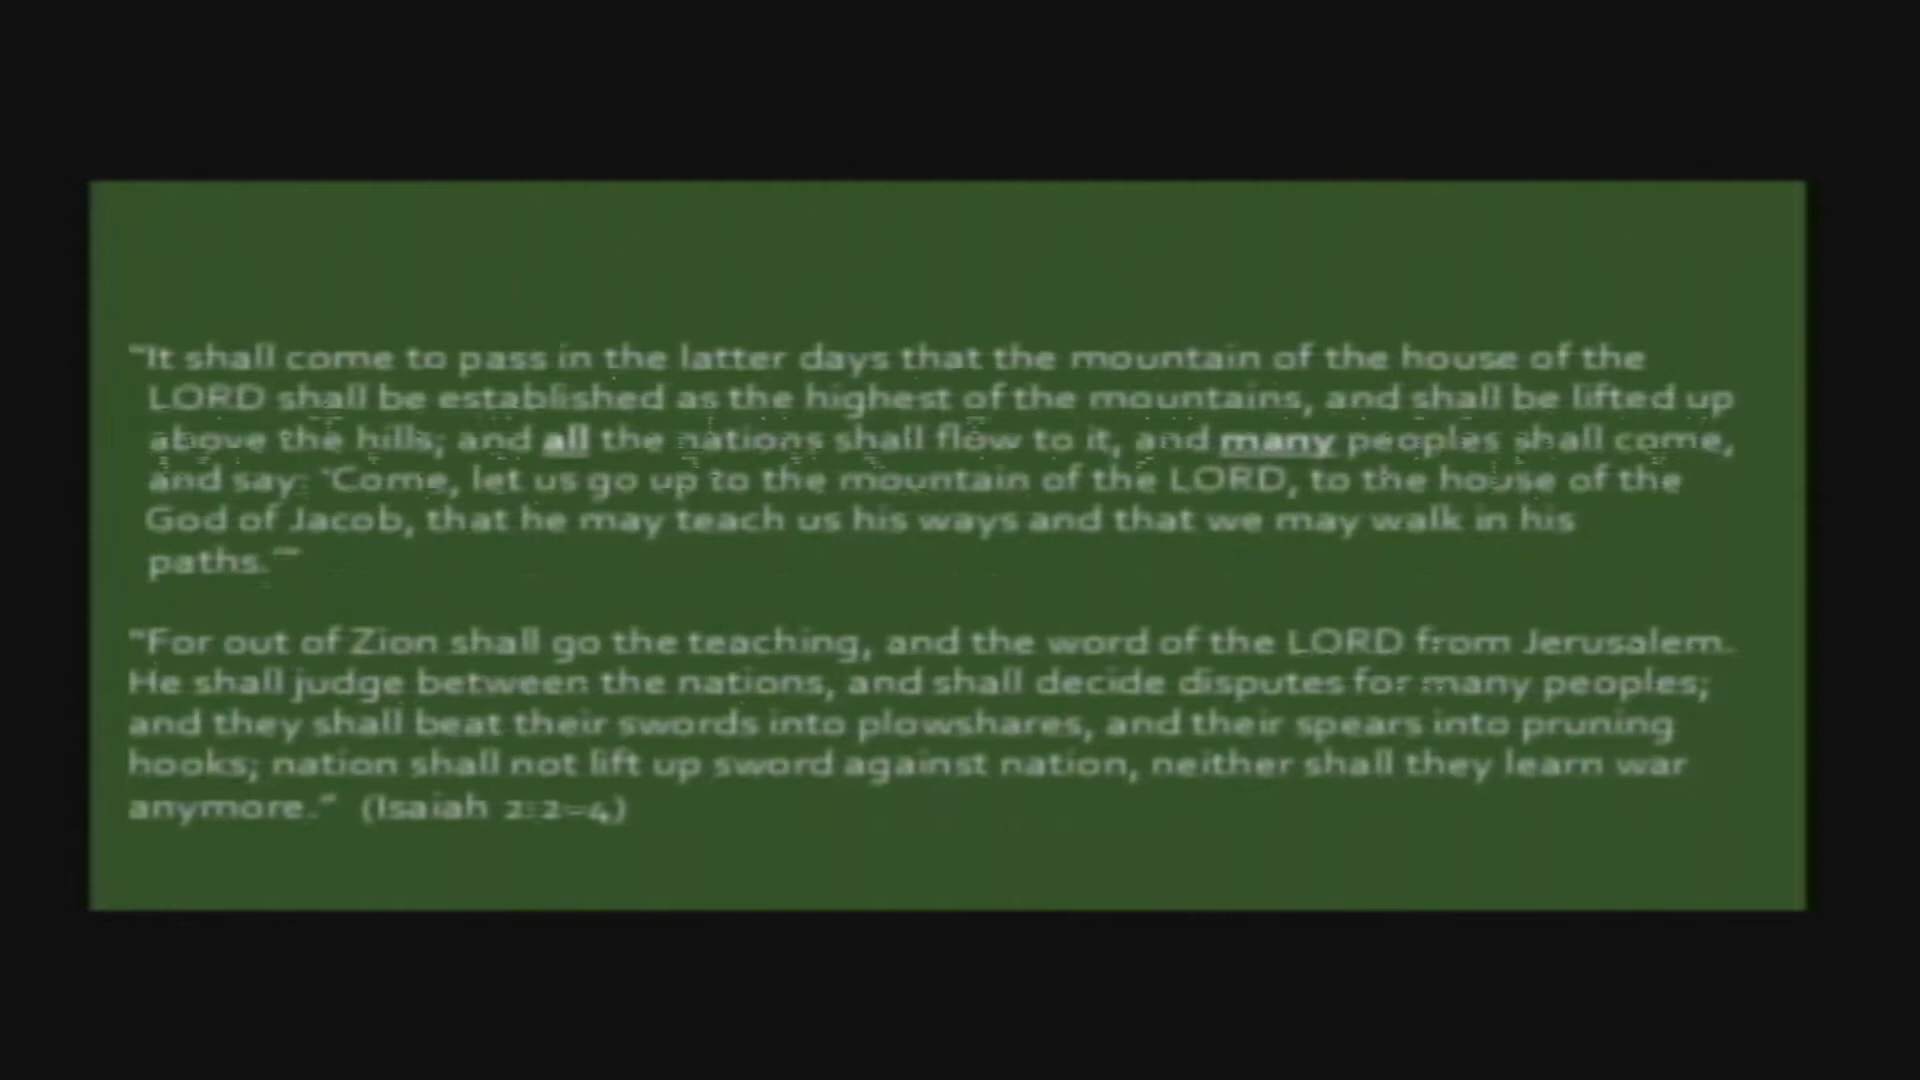 "It shall come to pass in the latter days that the mountain of the house of the
LORD shall be established as the highest of the mountains, and shall be lifted up
above the hills; and all the nations shall flow to it, and many peoples shall come,
and say: 'Come, let us go up to the mountain of the LORD, to the house of the
God of Jacob, that he may teach us his ways and that we may walk in his
paths.'"
"For out of Zion shall go the teaching, and the word of the LORD from Jerusalem.
He shall judge between the nations, and shall decide disputes for many peoples;
and they shall beat their swords into plowshares, and their spears into pruning
hooks; nation shall not lift up sword against nation, neither shall they learn war
anymore." (Isaiah 2:2–4)